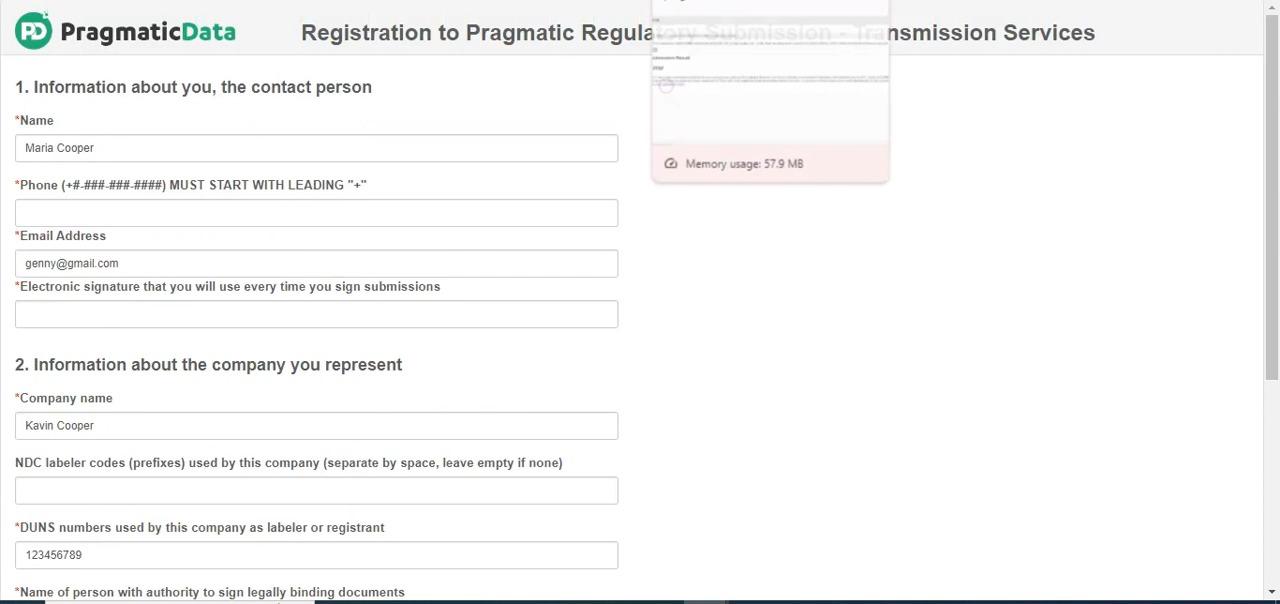 PragmaticData
Registration to Pragmatic Regulatory Submission - Transmission Services
1. Information about you, the contact person
*Name
Maria Cooper
*Phone (+#-###-###-####) MUST START WITH LEADING "+"
*Email Address
genny@gmail.com
*Electronic signature that you will use every time you sign submissions
2. Information about the company you represent
*Company name
Kavin Cooper
NDC labeler codes (prefixes) used by this company (separate by space, leave empty if none)
*DUNS numbers used by this company as labeler or registrant
123456789
*Name of person with authority to sign legally binding documents
Memory usage: 57.9 MB